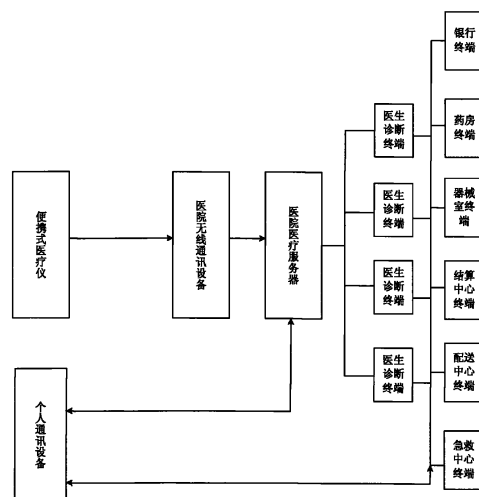 银行
终端
医生
诊断
终端
药房
终端
便携式医疗仪
医院无线通讯设备
医院医疗服务器
医生
诊断
终端
器械
室终
端
医生
诊断
终端
结算
中心
终端
医生
诊断
终端
配送
中心
终端
个人通讯设备
急救
中心
终端